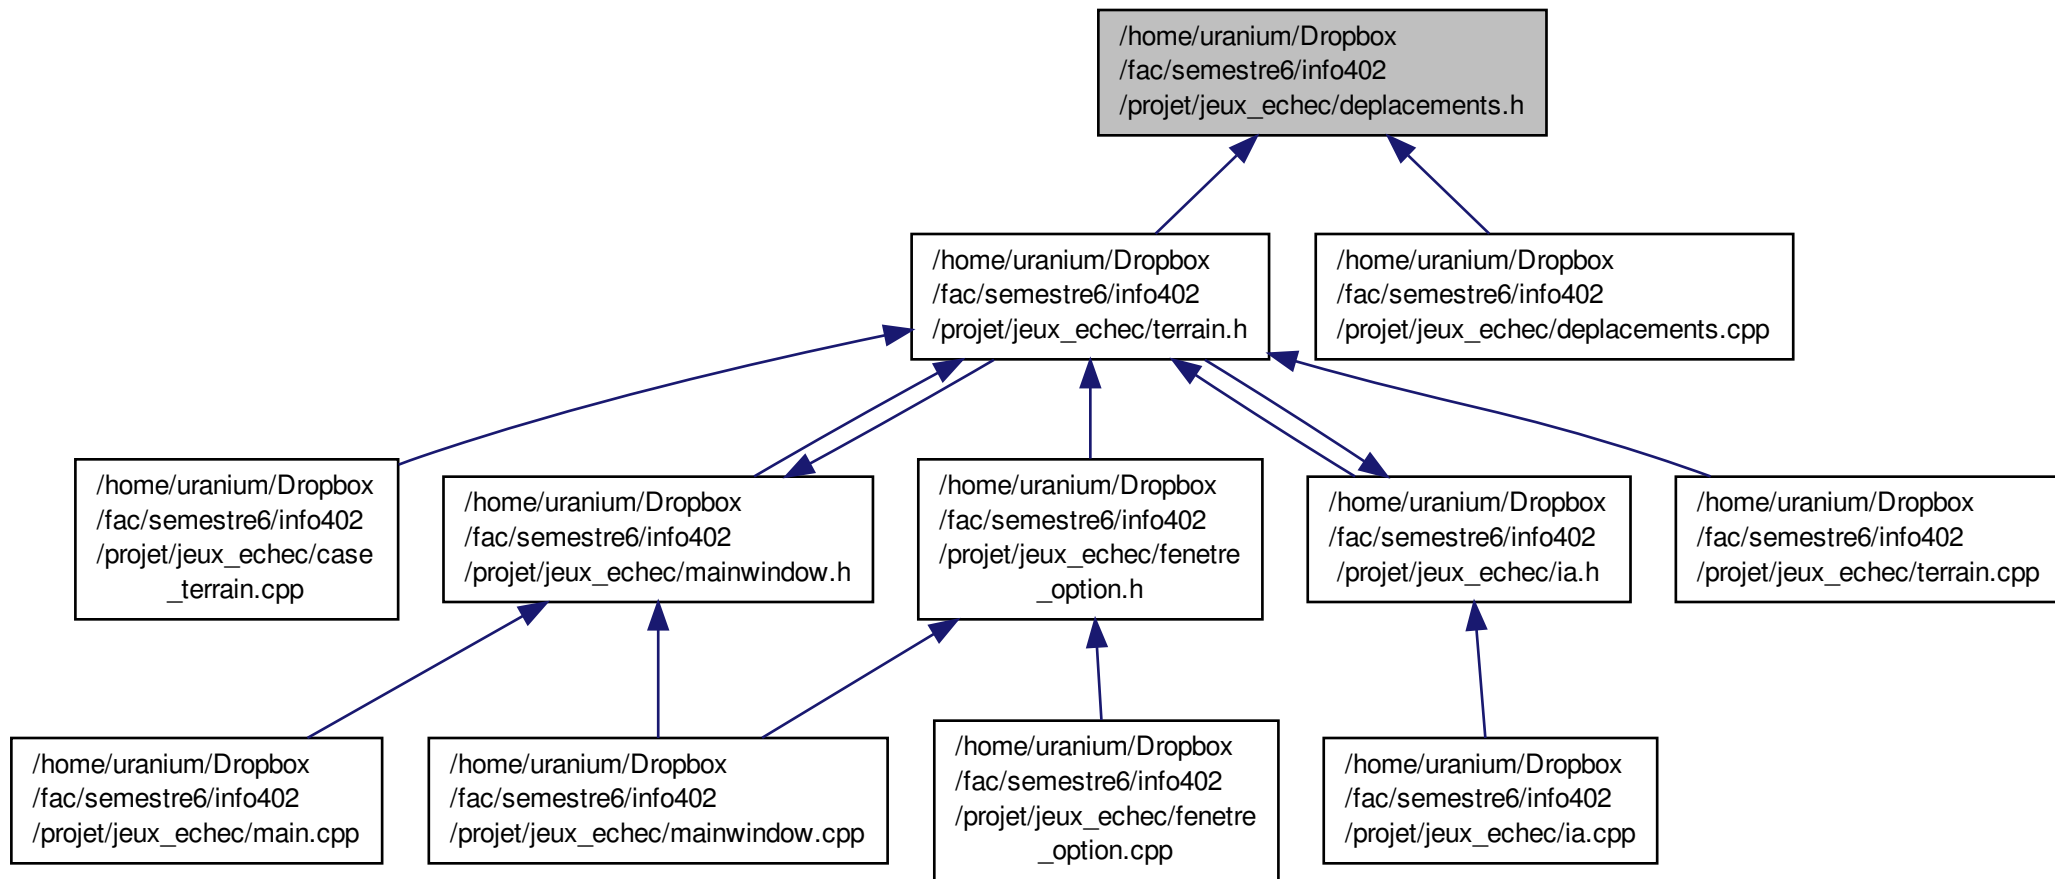 /home/uranium/Dropbox
/fac/semestre6/info402
/projet/jeux_echec/deplacements.h
/home/uranium/Dropbox
/fac/semestre6/info402
/projet/jeux_echec/terrain.h
/home/uranium/Dropbox
/fac/semestre6/info402
/projet/jeux_echec/deplacements.cpp
/home/uranium/Dropbox
/fac/semestre6/info402
/projet/jeux_echec/case
_terrain.cpp
/home/uranium/Dropbox
/fac/semestre6/info402
/projet/jeux_echec/mainwindow.h
/home/uranium/Dropbox
/fac/semestre6/info402
/projet/jeux_echec/fenetre
_option.h
/home/uranium/Dropbox
/fac/semestre6/info402
/projet/jeux_echec/ia.h
/home/uranium/Dropbox
/fac/semestre6/info402
/projet/jeux_echec/terrain.cpp
/home/uranium/Dropbox
/fac/semestre6/info402
/projet/jeux_echec/main.cpp
/home/uranium/Dropbox
/fac/semestre6/info402
/projet/jeux_echec/mainwindow.cpp
/home/uranium/Dropbox
/fac/semestre6/info402
/projet/jeux_echec/fenetre
_option.cpp
/home/uranium/Dropbox
/fac/semestre6/info402
/projet/jeux_echec/ia.cpp